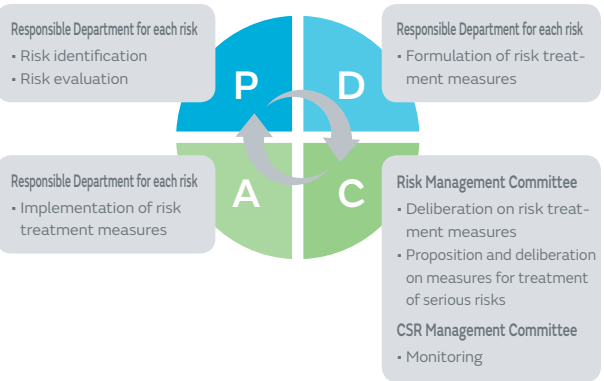 Responsible Department for each risk
• Risk identification
• Risk evaluation
P
D
Responsible Department for each risk
• Formulation of risk treat-
ment measures
Responsible Department for each risk
• Implementation of risk
treatment measures
A
C
Risk Management Committee
• Deliberation on risk treat-
ment measures
• Proposition and deliberation
on measures for treatment
of serious risks
CSR Management Committee
• Monitoring